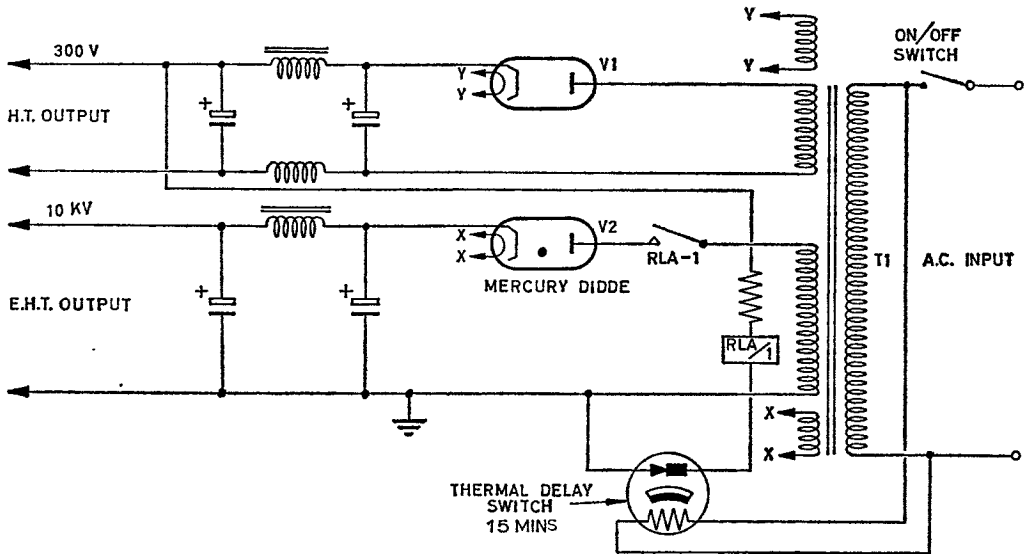 Y
ON/OFF
SWITCH
300 V
Y
V1
Y
Y
+
+
H.T. OUTPUT
10 KV
X
V2
X
RLA-1
T1
A.C. INPUT
MERCURY DIDDE
+
+
E.H.T. OUTPUT
RLA/1
X
X
THERMAL DELAY
SWITCH
15 MINS